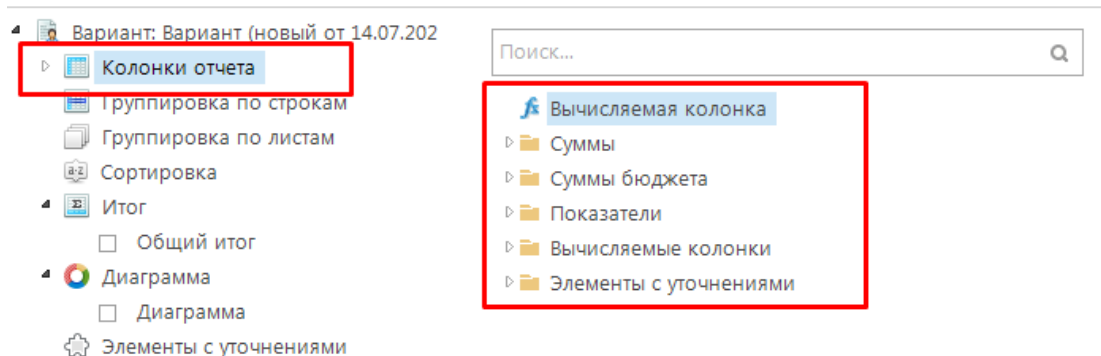 Вариант: Вариант (новый от 14.07.202
Колонки отчета
Группировка по строкам
Группировка по листам
Сортировка
Итог
Общий итог
Диаграмма
Диаграмма
Элементы с уточнениями
Поиск...
Вычисляемая колонка
Суммы
Суммы бюджета
Показатели
Вычисляемые колонки
Элементы с уточнениями